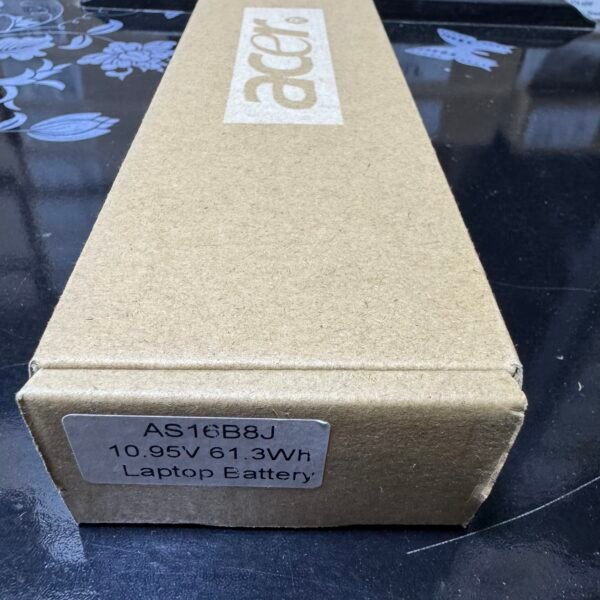 acer
AS16B8J
10.95V 61.3Wh
Laptop Battery